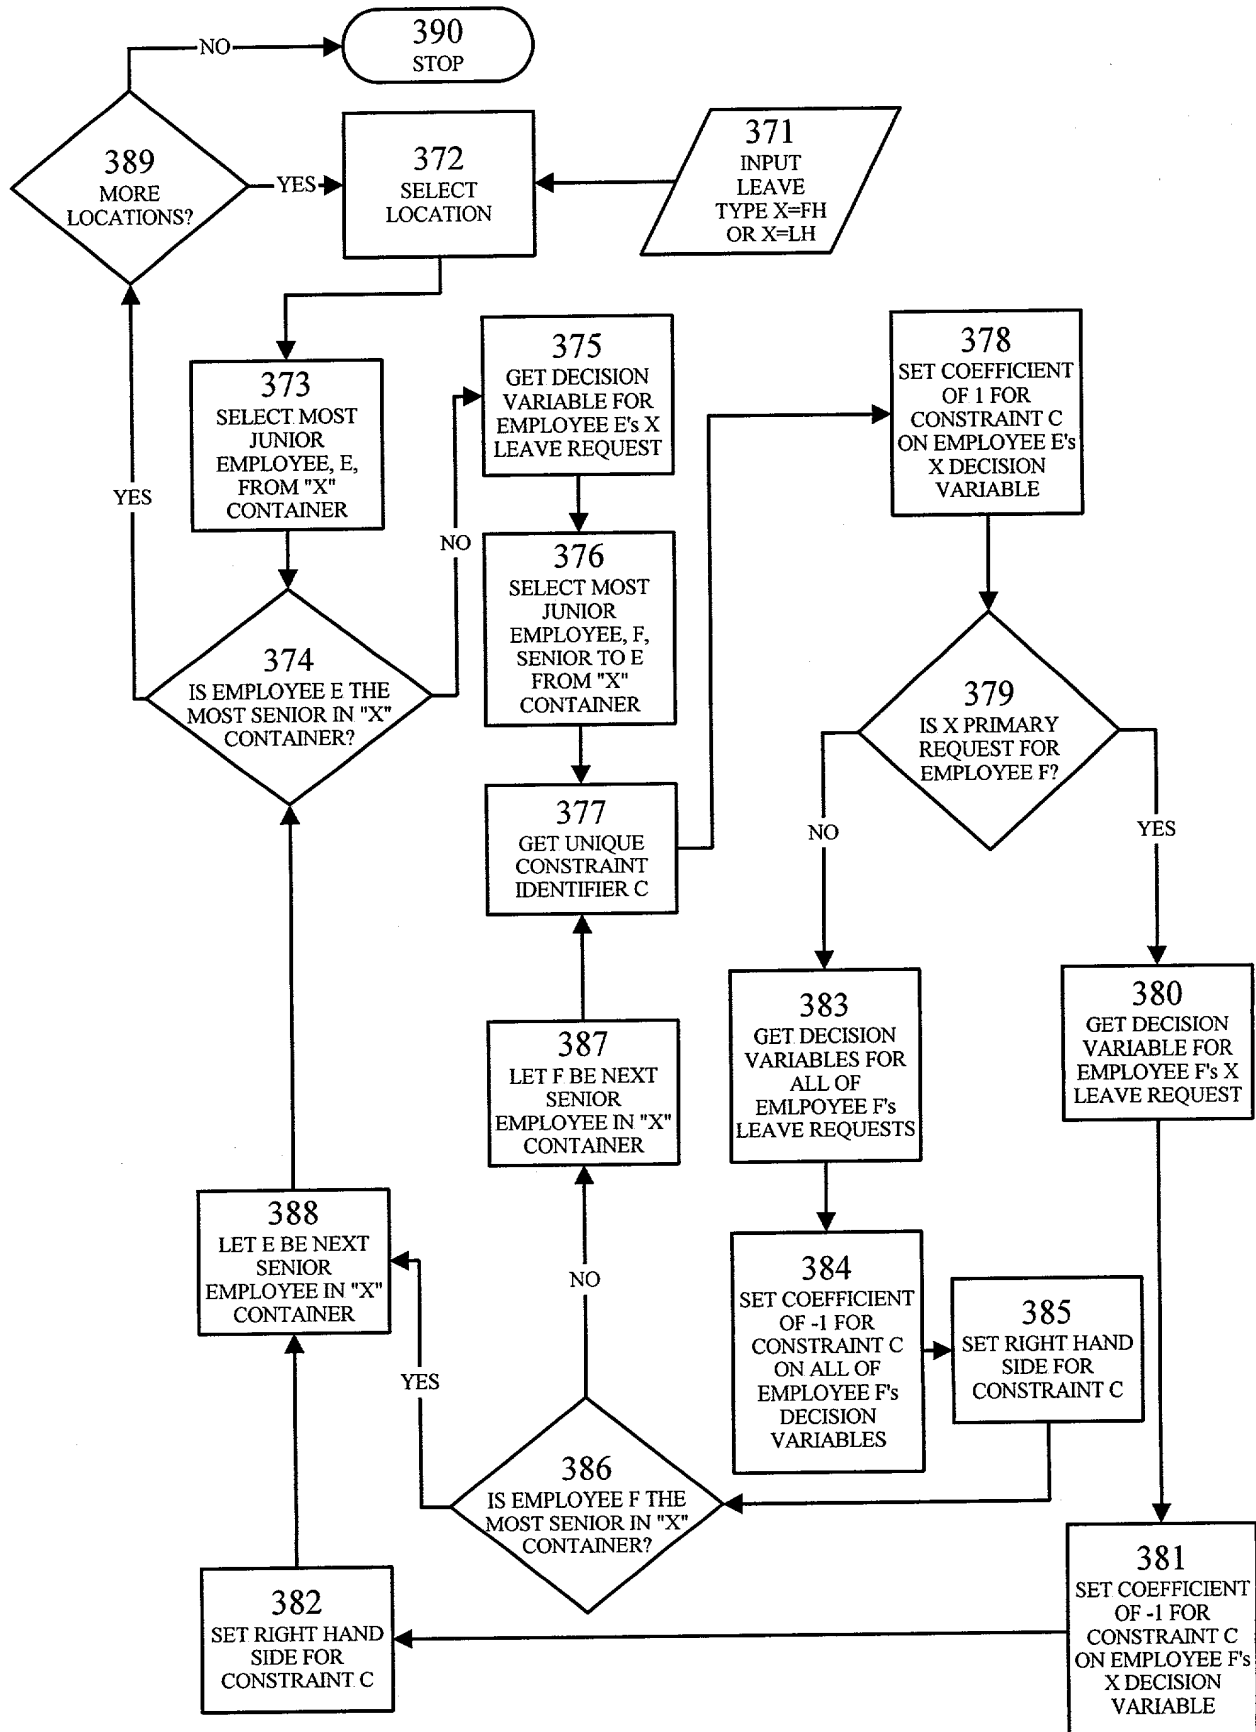 390
STOP
NO
389
MORE
LOCATIONS?
YES
372
SELECT
LOCATION
371
INPUT
LEAVE
TYPE X=FH
OR X=LH
373
SELECT MOST
JUNIOR
EMPLOYEE, E,
FROM "X"
CONTAINER
375
GET DECISION
VARIABLE FOR
EMPLOYEE E's X
LEAVE REQUEST
378
SET COEFFICIENT
OF 1 FOR
CONSTRAINT C
ON EMPLOYEE E's
X DECISION
VARIABLE
YES
NO
376
SELECT MOST
JUNIOR
EMPLOYEE, F,
SENIOR TO E
FROM "X"
CONTAINER
374
IS EMPLOYEE E THE
MOST SENIOR IN "X"
CONTAINER?
379
IS X PRIMARY
REQUEST FOR
EMPLOYEE F?
377
GET UNIQUE
CONSTRAINT
IDENTIFIER C
NO
YES
383
GET DECISION
VARIABLES FOR
ALL OF
EMLPOYEE F's
LEAVE REQUESTS
380
GET DECISION
VARIABLE FOR
EMPLOYEE F's X
LEAVE REQUEST
387
LET F BE NEXT
SENIOR
EMPLOYEE IN "X"
CONTAINER
388
LET E BE NEXT
SENIOR
EMPLOYEE IN "X"
CONTAINER
NO
384
SET COEFFICIENT
OF -1 FOR
CONSTRAINT C
ON ALL OF
EMPLOYEE F's
DECISION
VARIABLES
385
SET RIGHT HAND
SIDE FOR
CONSTRAINT C
YES
386
IS EMPLOYEE F THE
MOST SENIOR IN "X"
CONTAINER?
382
SET RIGHT HAND
SIDE FOR
CONSTRAINT C
381
SET COEFFICIENT
OF -1 FOR
CONSTRAINT C
ON EMPLOYEE F's
X DECISION
VARIABLE